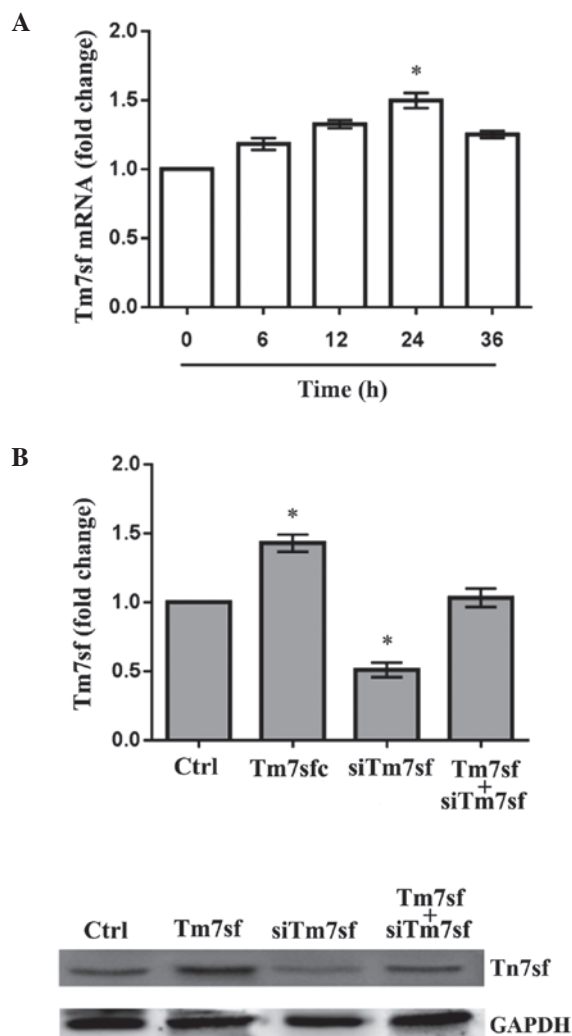 A
Tm7sf mRNA (fold change)
2.0
*
1.5
1.0
0.5
0.0
0 6 12 24 36
Time (h)
B
Tm7sf (fold change)
2.0
*
1.5
1.0
*
0.5
0.0
Ctrl Tm7sfc siTm7sf Tm7sf
+
siTm7sf
Tm7sf
+
Ctrl Tm7sf siTm7sf siTm7sf
Tn7sf
GAPDH